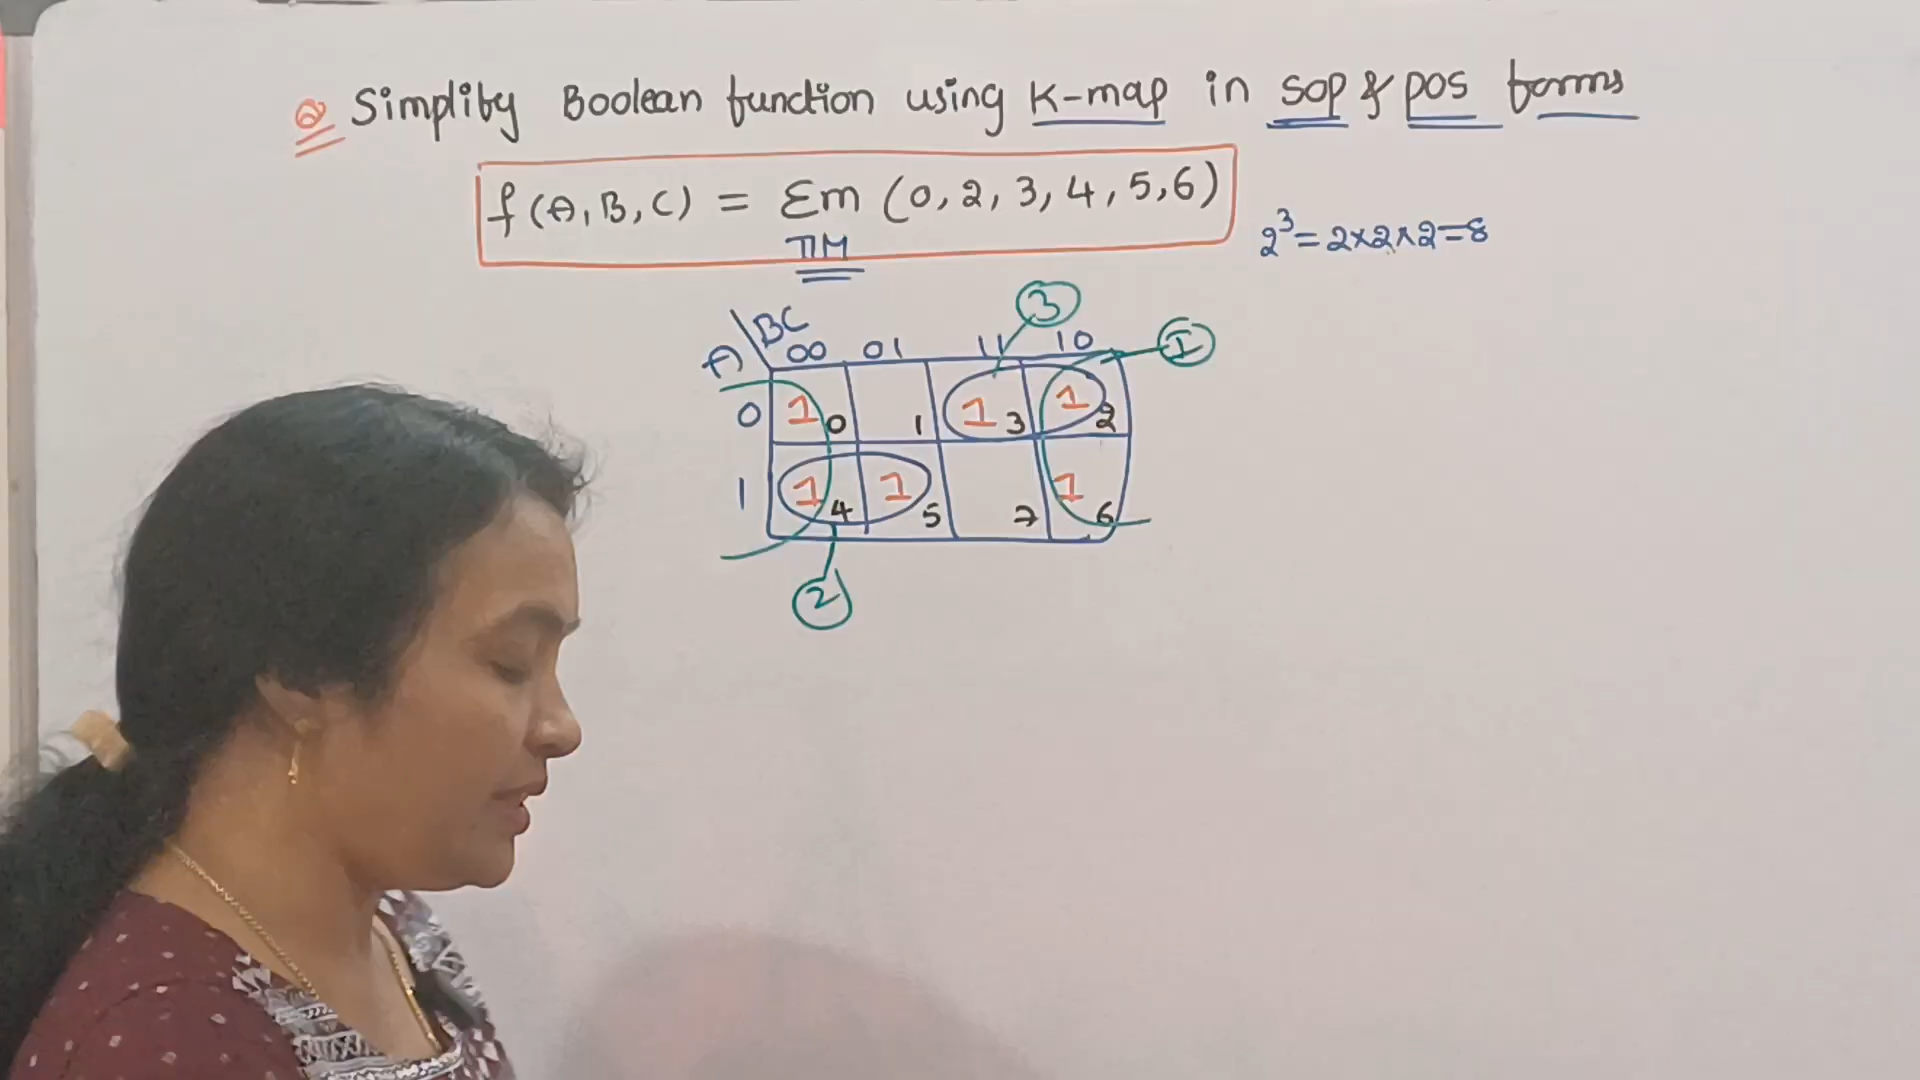 Q Simplify Boolean function using K-map in SOP & POS forms
f(A,B,C) = Σm (0,2,3,4,5,6)
πM
2³=2×2×2=8
3
BC
A 00 01 11 10 I
0 1 0 1 1 3 1 2
1 1 4 1 5 7 1 6
2